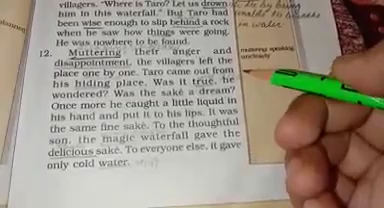 villagers. "Where is Taro? Let us drown
him in this waterfall." But Taro had
been wise enough to slip behind a rock
when he saw how things were going.
He was nowhere to be found.
12. Muttering their anger and
disappointment, the villagers left the
place one by one. Taro came out from
his hiding place. Was it true, he
wondered? Was the saké a dream?
Once more he caught a little liquid in
his hand and put it to his lips. It was
the same fine saké. To the thoughtful
son, the magic waterfall gave the
delicious saké. To everyone else, it gave
only cold water.
die by being
in water
muttering: speaking
unclearly